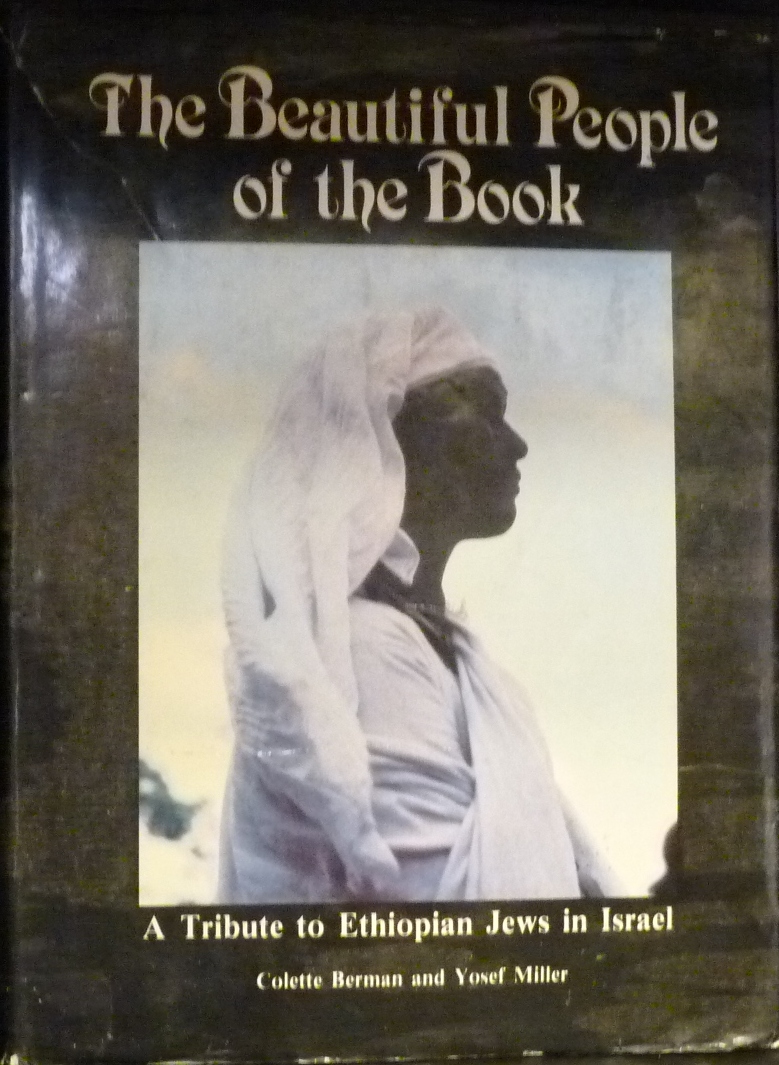 The Beautiful People
of the Book
A Tribute to Ethiopian Jews in Israel
Colette Berman and Yosef Miller